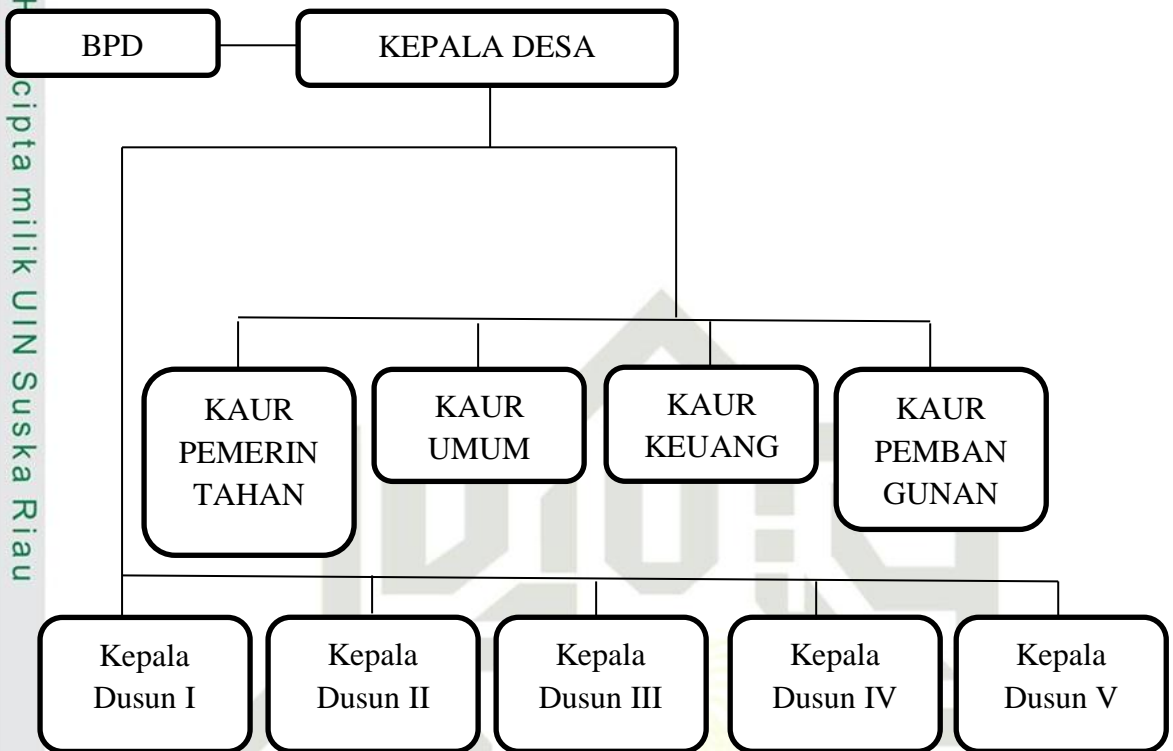 BPD
KEPALA DESA
KAUR
PEMERIN
TAHAN
KAUR
UMUM
KAUR
KEUANG
KAUR
PEMBAN
GUNAN
Kepala
Dusun I
Kepala
Dusun II
Kepala
Dusun III
Kepala
Dusun IV
Kepala
Dusun V
cipta milik UIN Suska Riau